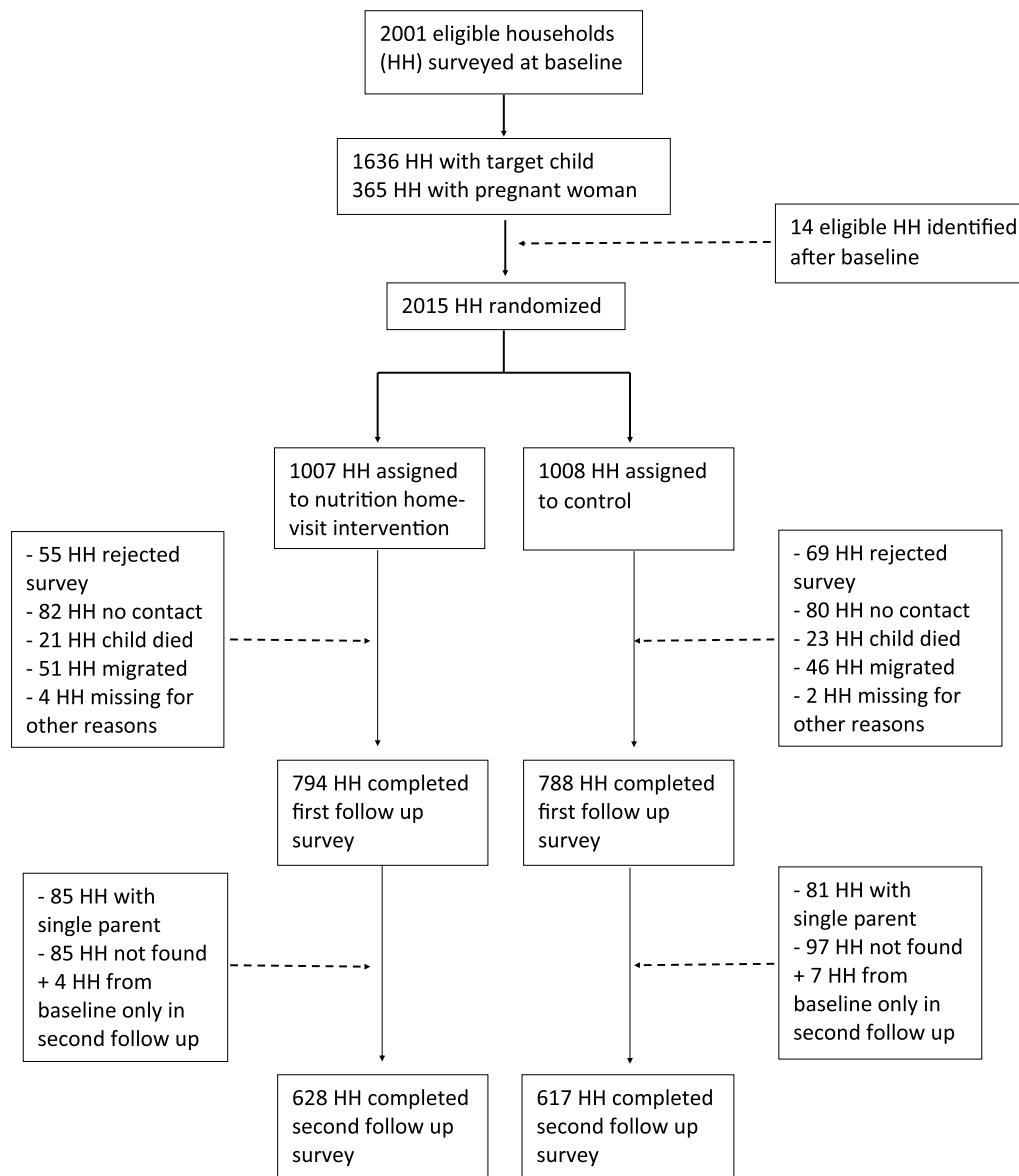 2001 eligible households
(HH) surveyed at baseline
1636 HH with target child
365 HH with pregnant woman
14 eligible HH identified
after baseline
2015 HH randomized
1007 HH assigned
to nutrition home-
visit intervention
1008 HH assigned
to control
- 55 HH rejected
survey
- 82 HH no contact
- 21 HH child died
- 51 HH migrated
- 4 HH missing for
other reasons
- 69 HH rejected
survey
- 80 HH no contact
- 23 HH child died
- 46 HH migrated
- 2 HH missing for
other reasons
794 HH completed
first follow up
survey
788 HH completed
first follow up
survey
- 85 HH with
single parent
- 85 HH not found
+ 4 HH from
baseline only in
second follow up
- 81 HH with
single parent
- 97 HH not found
+ 7 HH from
baseline only in
second follow up
628 HH completed
second follow up
survey
617 HH completed
second follow up
survey